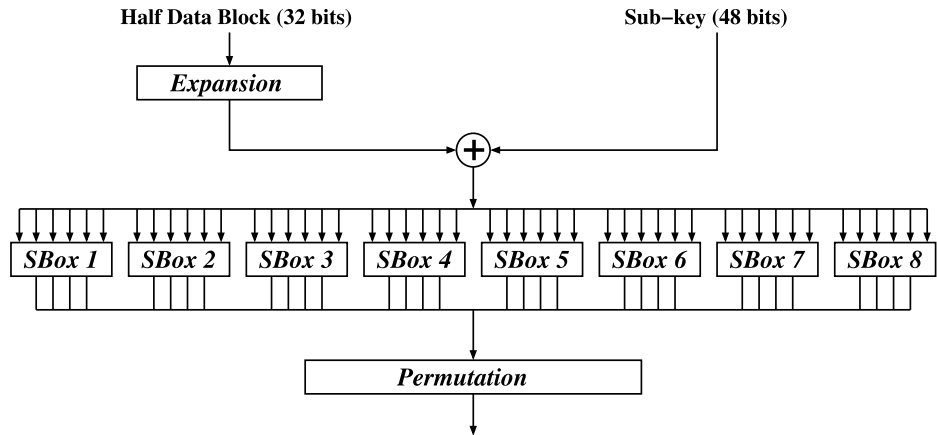 Half Data Block (32 bits)
Sub−key (48 bits)
Expansion
+
SBox 1
SBox 2
SBox 3
SBox 4
SBox 5
SBox 6
SBox 7
SBox 8
Permutation